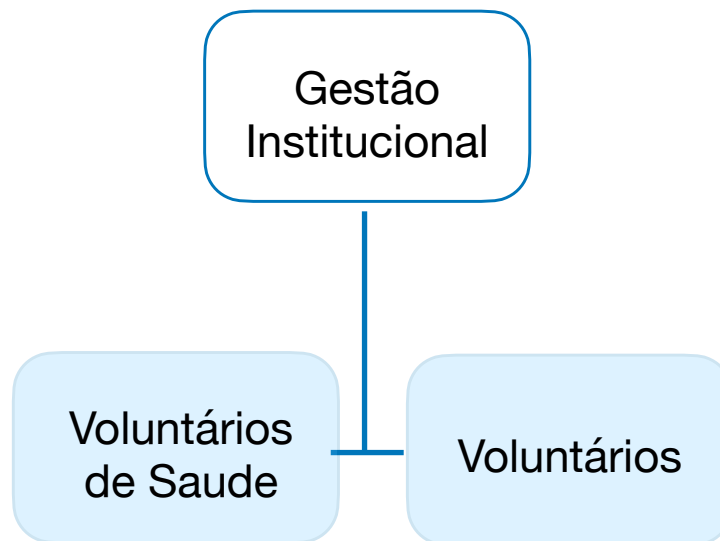 Gestão
Institucional
Voluntários
de Saude
Voluntários